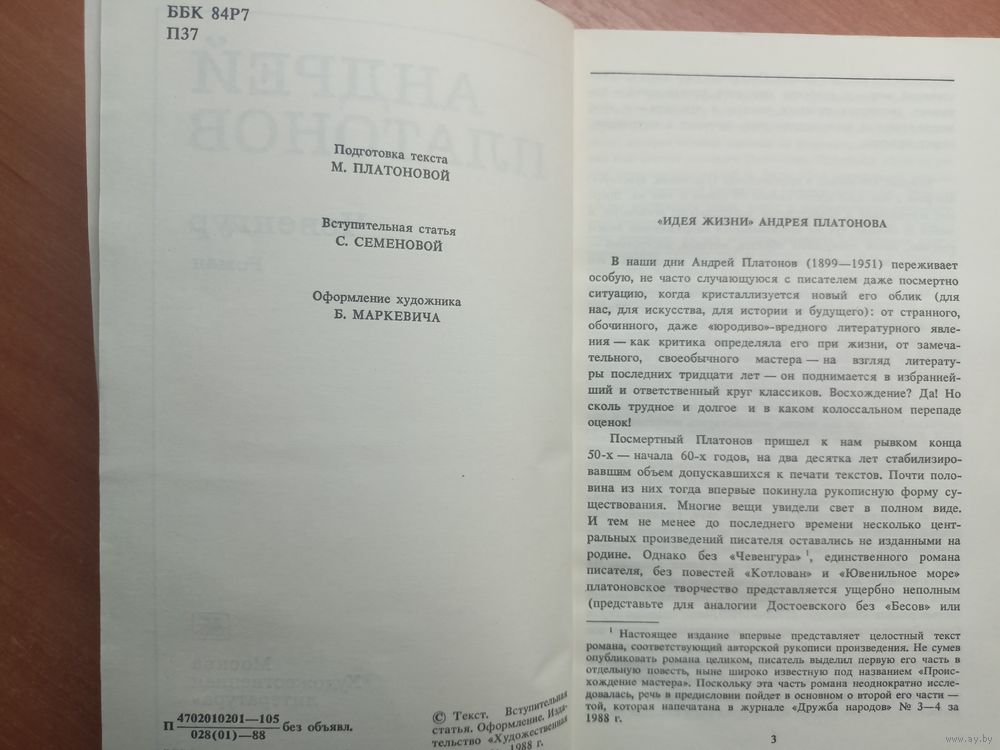 ББК 84Р7
П37
Подготовка текста
М. ПЛАТОНОВОЙ
Вступительная статья
С. СЕМЕНОВОЙ
Оформление художника
Б. МАРКЕВИЧА
П 4702010201—105 без объявл.
028(01)—88
© Текст. Вступительная
статья. Оформление. Изда-
тельство «Художественная
1988 г.
«ИДЕЯ ЖИЗНИ» АНДРЕЯ ПЛАТОНОВА
В наши дни Андрей Платонов (1899—1951) переживает
особую, не часто случающуюся с писателем даже посмертно
ситуацию, когда кристаллизуется новый его облик (для
нас, для искусства, для истории и будущего): от странного,
обочинного, даже «юродиво»-вредного литературного явле-
ния — как критика определяла его при жизни, от замеча-
тельного, своеобычного мастера — на взгляд литерату-
ры последних тридцати лет — он поднимается в избранней-
ший и ответственный круг классиков. Восхождение? Да! Но
сколь трудное и долгое и в каком колоссальном перепаде
оценок!
Посмертный Платонов пришел к нам рывком конца
50-х — начала 60-х годов, на два десятка лет стабилизиро-
вавшим объем допускавшихся к печати текстов. Почти поло-
вина из них тогда впервые покинула рукописную форму су-
ществования. Многие вещи увидели свет в полном виде.
И тем не менее до последнего времени несколько цент-
ральных произведений писателя оставались не изданными на
родине. Однако без «Чевенгура» ¹, единственного романа
писателя, без повестей «Котлован» и «Ювенильное море»
платоновское творчество представляется ущербно неполным
(представьте для аналогии Достоевского без «Бесов» или
¹ Настоящее издание впервые представляет целостный текст
романа, соответствующий авторской рукописи произведения. Не сумев
опубликовать романа целиком, писатель выделил первую его часть в
отдельную повесть, ныне широко известную под названием «Проис-
хождение мастера». Поскольку эта часть романа неоднократно иссле-
довалась, речь в предисловии пойдет в основном о второй его части —
той, которая напечатана в журнале «Дружба народов» № 3—4 за
1988 г.
3
www.ay.by